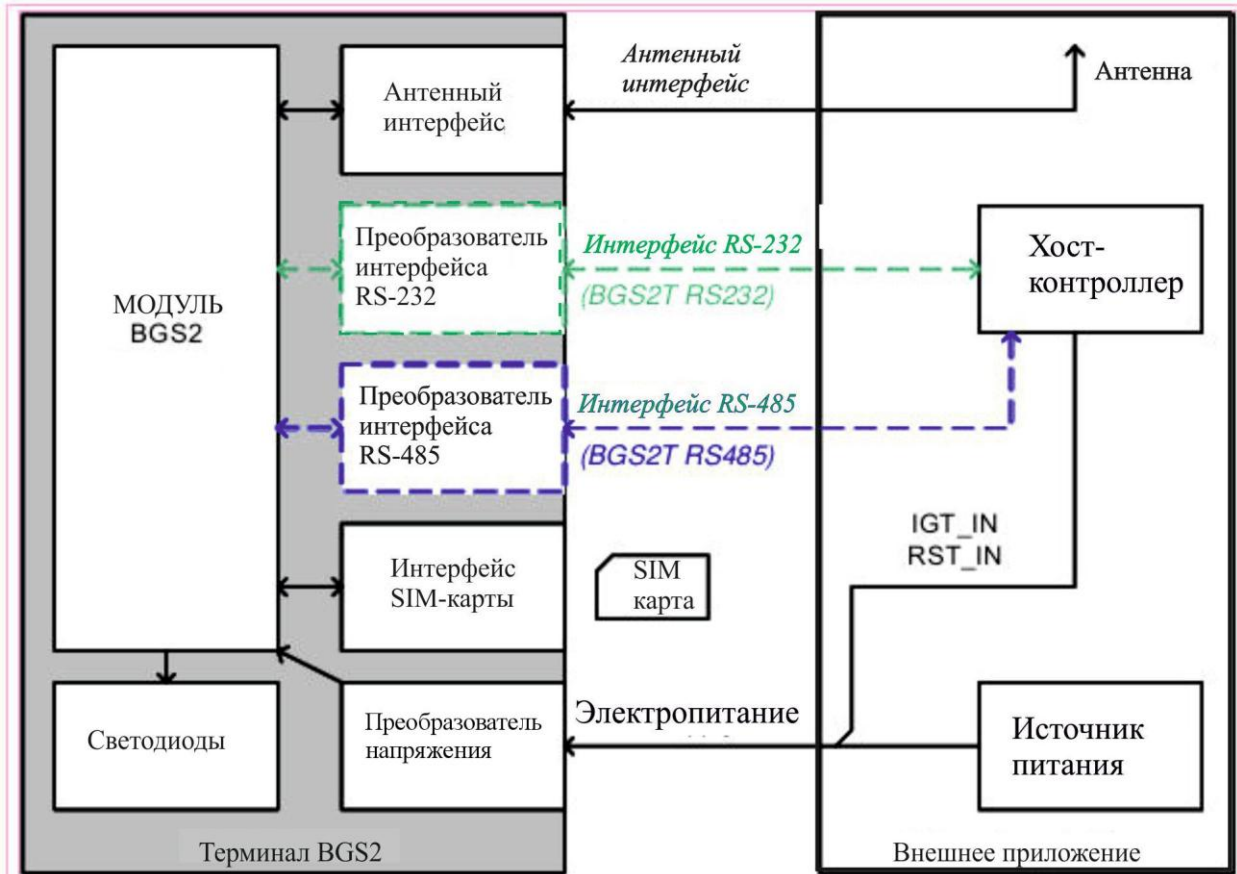 Антенный
интерфейс
Антенный
интерфейс
Антенна
Преобразователь
интерфейса
RS-232
Интерфейс RS-232
(BGS2T RS232)
Хост-
контроллер
МОДУЛЬ
BGS2
Преобразователь
интерфейса
RS-485
Интерфейс RS-485
(BGS2T RS485)
IGT_IN
RST_IN
Интерфейс
SIM-карты
SIM
карта
Светодиоды
Преобразователь
напряжения
Электропитание
Источник
питания
Терминал BGS2
Внешнее приложение